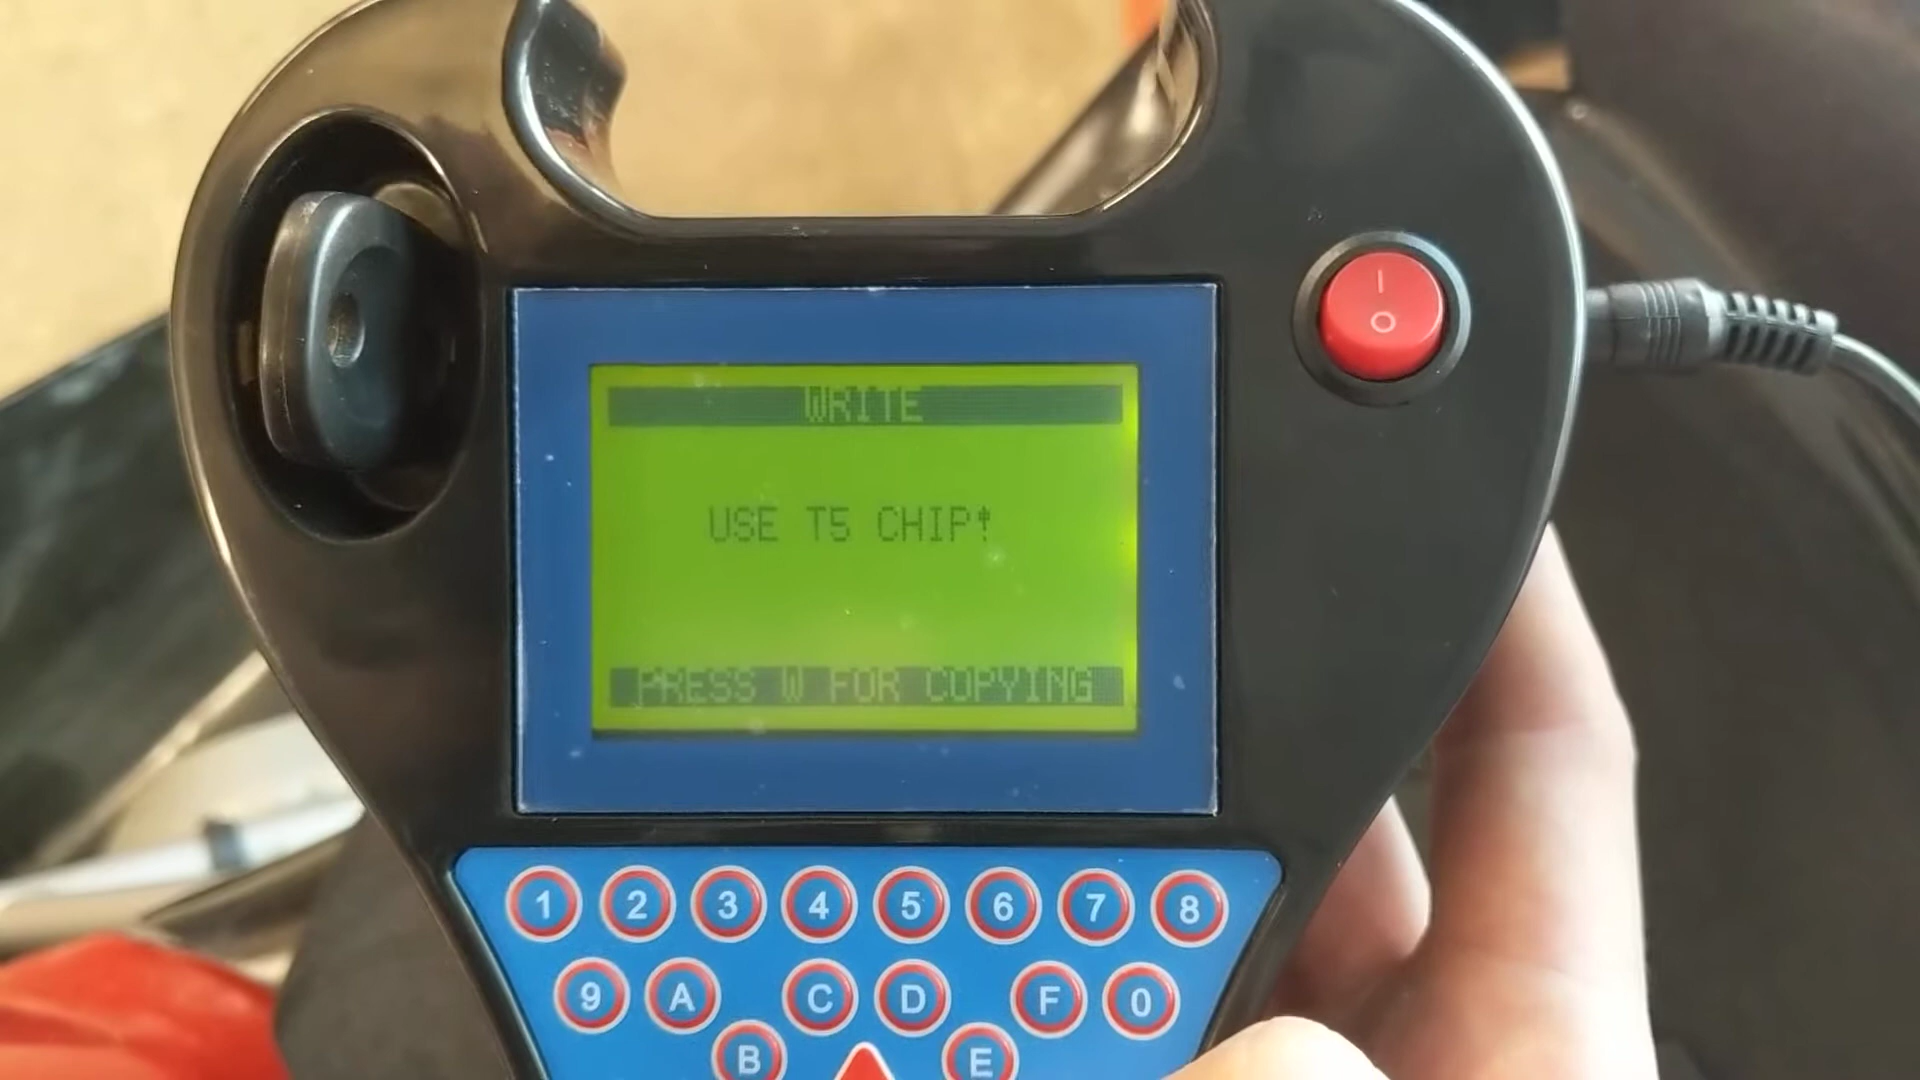 WRITE
USE T5 CHIP!
PRESS W FOR COPYING
I
O
1 2 3 4 5 6 7 8
9 A C D F 0
B E